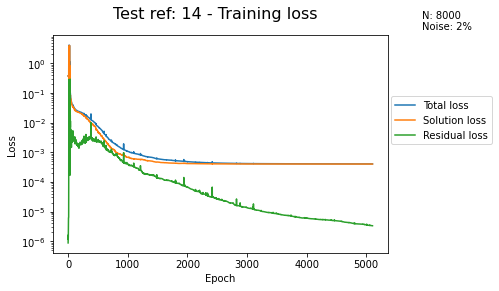 Test ref: 14 - Training loss
N: 8000
Noise: 2%
Loss
10⁰
10⁻¹
10⁻²
10⁻³
10⁻⁴
10⁻⁵
10⁻⁶
Total loss
Solution loss
Residual loss
0 1000 2000 3000 4000 5000
Epoch